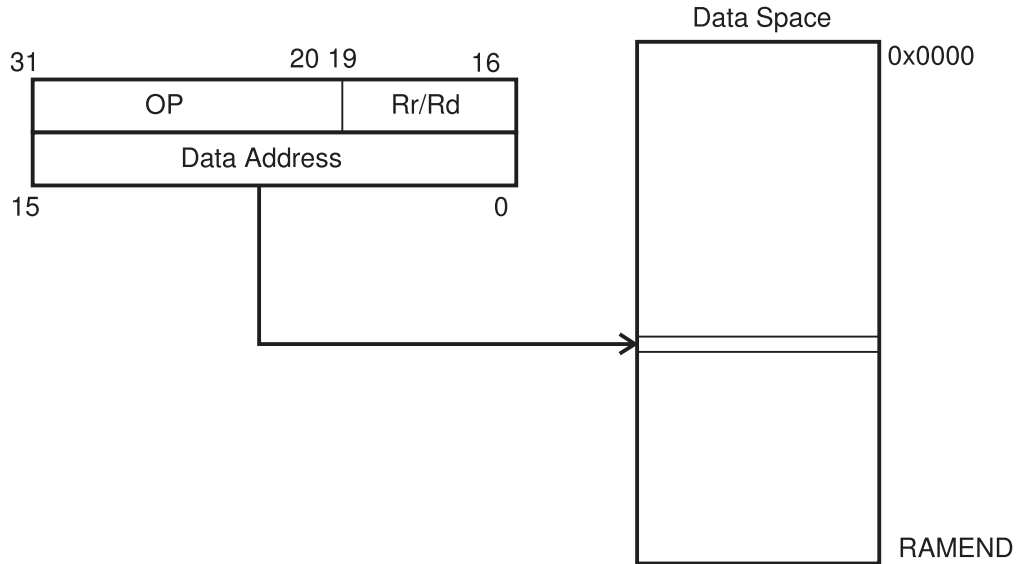 Data Space
0x0000
31 20 19 16
OP Rr/Rd
Data Address
15 0
RAMEND